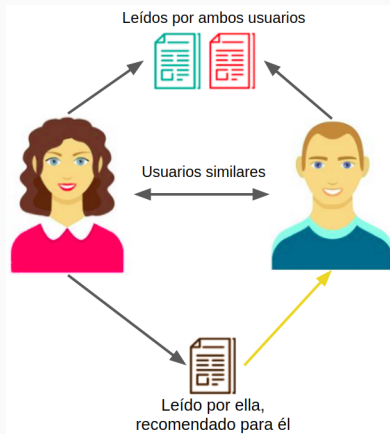 Leídos por ambos usuarios
Usuarios similares
Leído por ella,
recomendado para él